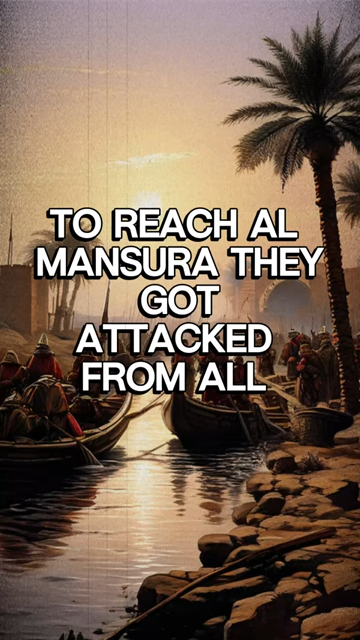 TO REACH AL
MANSURA THEY
GOT
ATTACKED
FROM ALL